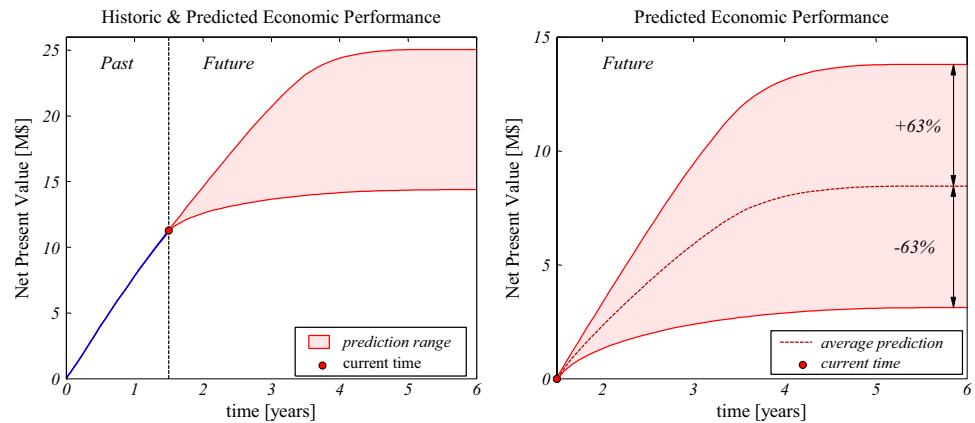 Historic & Predicted Economic Performance
Net Present Value [M$]
25
20
15
10
5
0
Past
Future
prediction range
current time
0 1 2 3 4 5 6
time [years]
Predicted Economic Performance
Net Present Value [M$]
15
10
5
0
Future
+63%
-63%
average prediction
current time
2 3 4 5 6
time [years]